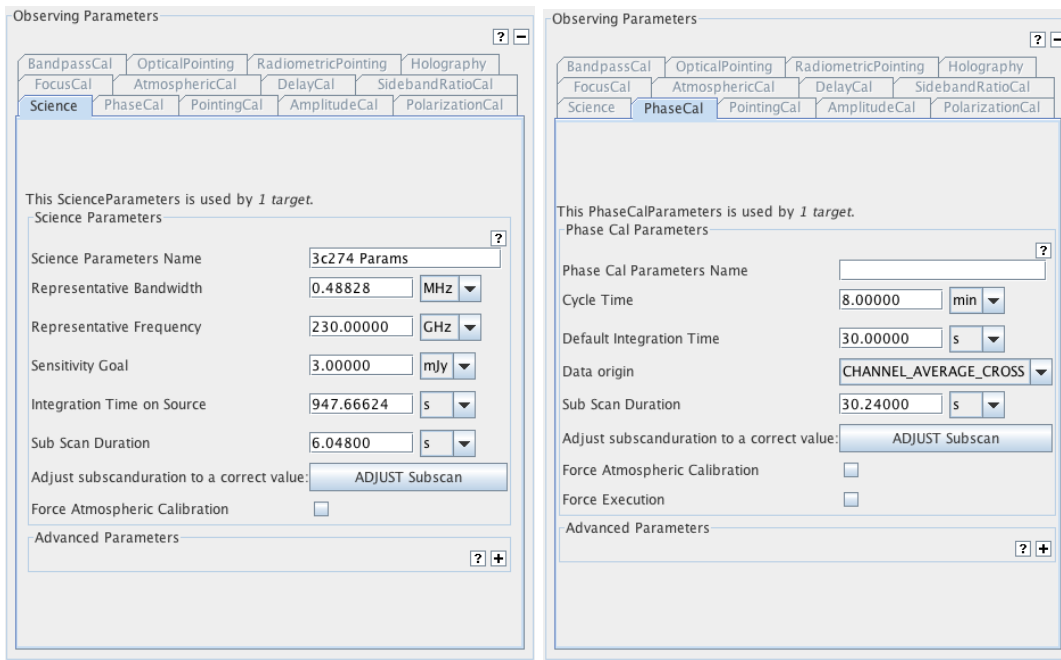 Observing Parameters
? −
BandpassCal OpticalPointing RadiometricPointing Holography
FocusCal AtmosphericCal DelayCal SidebandRatioCal
Science PhaseCal PointingCal AmplitudeCal PolarizationCal
This ScienceParameters is used by 1 target.
Science Parameters
?
Science Parameters Name 3c274 Params
Representative Bandwidth 0.48828 MHz
Representative Frequency 230.00000 GHz
Sensitivity Goal 3.00000 mJy
Integration Time on Source 947.66624 s
Sub Scan Duration 6.04800 s
Adjust subscanduration to a correct value: ADJUST Subscan
Force Atmospheric Calibration
Advanced Parameters
? +
Observing Parameters
? −
BandpassCal OpticalPointing RadiometricPointing Holography
FocusCal AtmosphericCal DelayCal SidebandRatioCal
Science PhaseCal PointingCal AmplitudeCal PolarizationCal
This PhaseCalParameters is used by 1 target.
Phase Cal Parameters
?
Phase Cal Parameters Name
Cycle Time 8.00000 min
Default Integration Time 30.00000 s
Data origin CHANNEL_AVERAGE_CROSS
Sub Scan Duration 30.24000 s
Adjust subscanduration to a correct value: ADJUST Subscan
Force Atmospheric Calibration
Force Execution
Advanced Parameters
? +